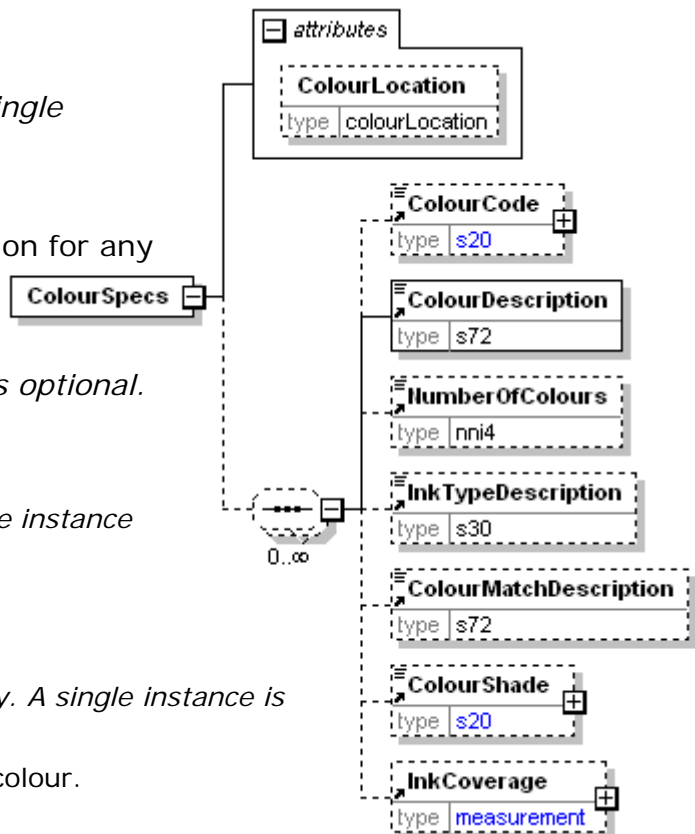 attributes
ColourLocation
type colourLocation
ingle
on for any
ColourSpecs
s optional.
e instance
y. A single instance is
colour.
0..∞
ColourCode
type s20
ColourDescription
type s72
NumberOfColours
type nni4
InkTypeDescription
type s30
ColourMatchDescription
type s72
ColourShade
type s20
InkCoverage
type measurement